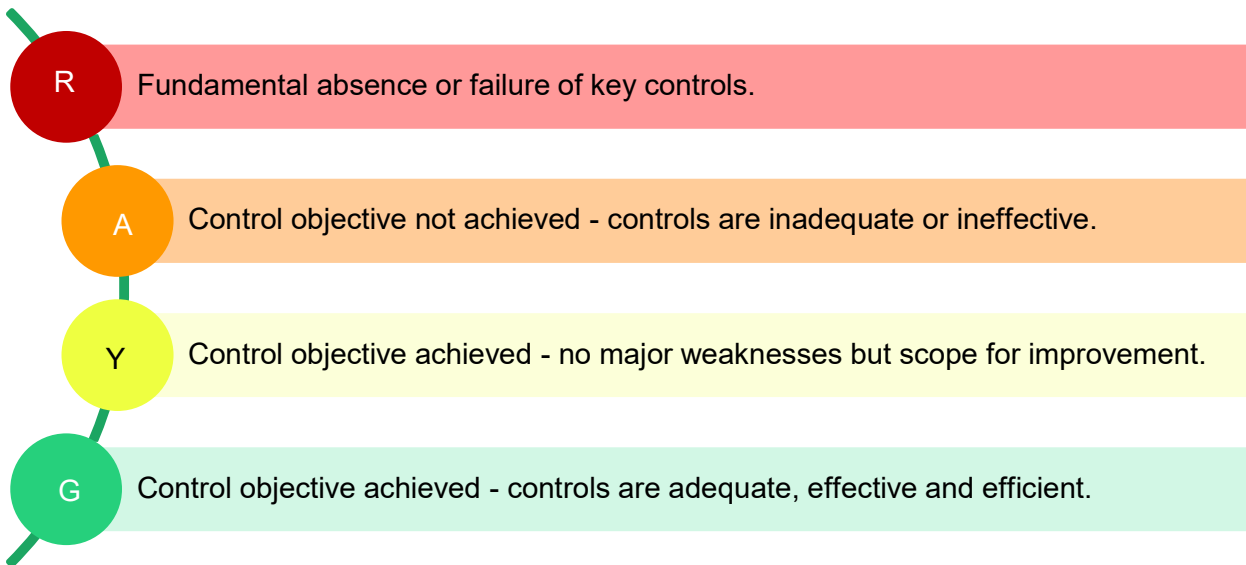 R
Fundamental absence or failure of key controls.
A
Control objective not achieved - controls are inadequate or ineffective.
Y
Control objective achieved - no major weaknesses but scope for improvement.
G
Control objective achieved - controls are adequate, effective and efficient.